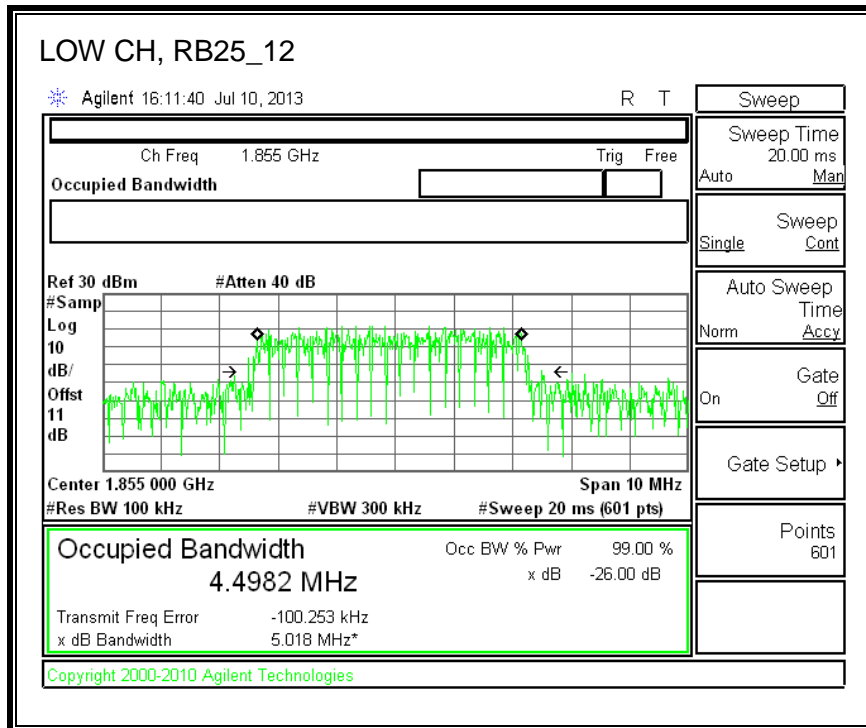 LOW CH, RB25_12
Agilent 16:11:40 Jul 10, 2013 R T
Ch Freq 1.855 GHz Trig Free
Occupied Bandwidth
Ref 30 dBm #Atten 40 dB
#Samp
Log
10
dB/
Offst
11
dB
Center 1.855 000 GHz Span 10 MHz
#Res BW 100 kHz #VBW 300 kHz #Sweep 20 ms (601 pts)
Occupied Bandwidth Occ BW % Pwr 99.00 %
4.4982 MHz x dB -26.00 dB
Transmit Freq Error -100.253 kHz
x dB Bandwidth 5.018 MHz*
Copyright 2000-2010 Agilent Technologies
Sweep
Sweep Time
20.00 ms
Auto Man
Sweep
Single Cont
Auto Sweep
Time
Norm Accy
Gate
On Off
Gate Setup
Points
601